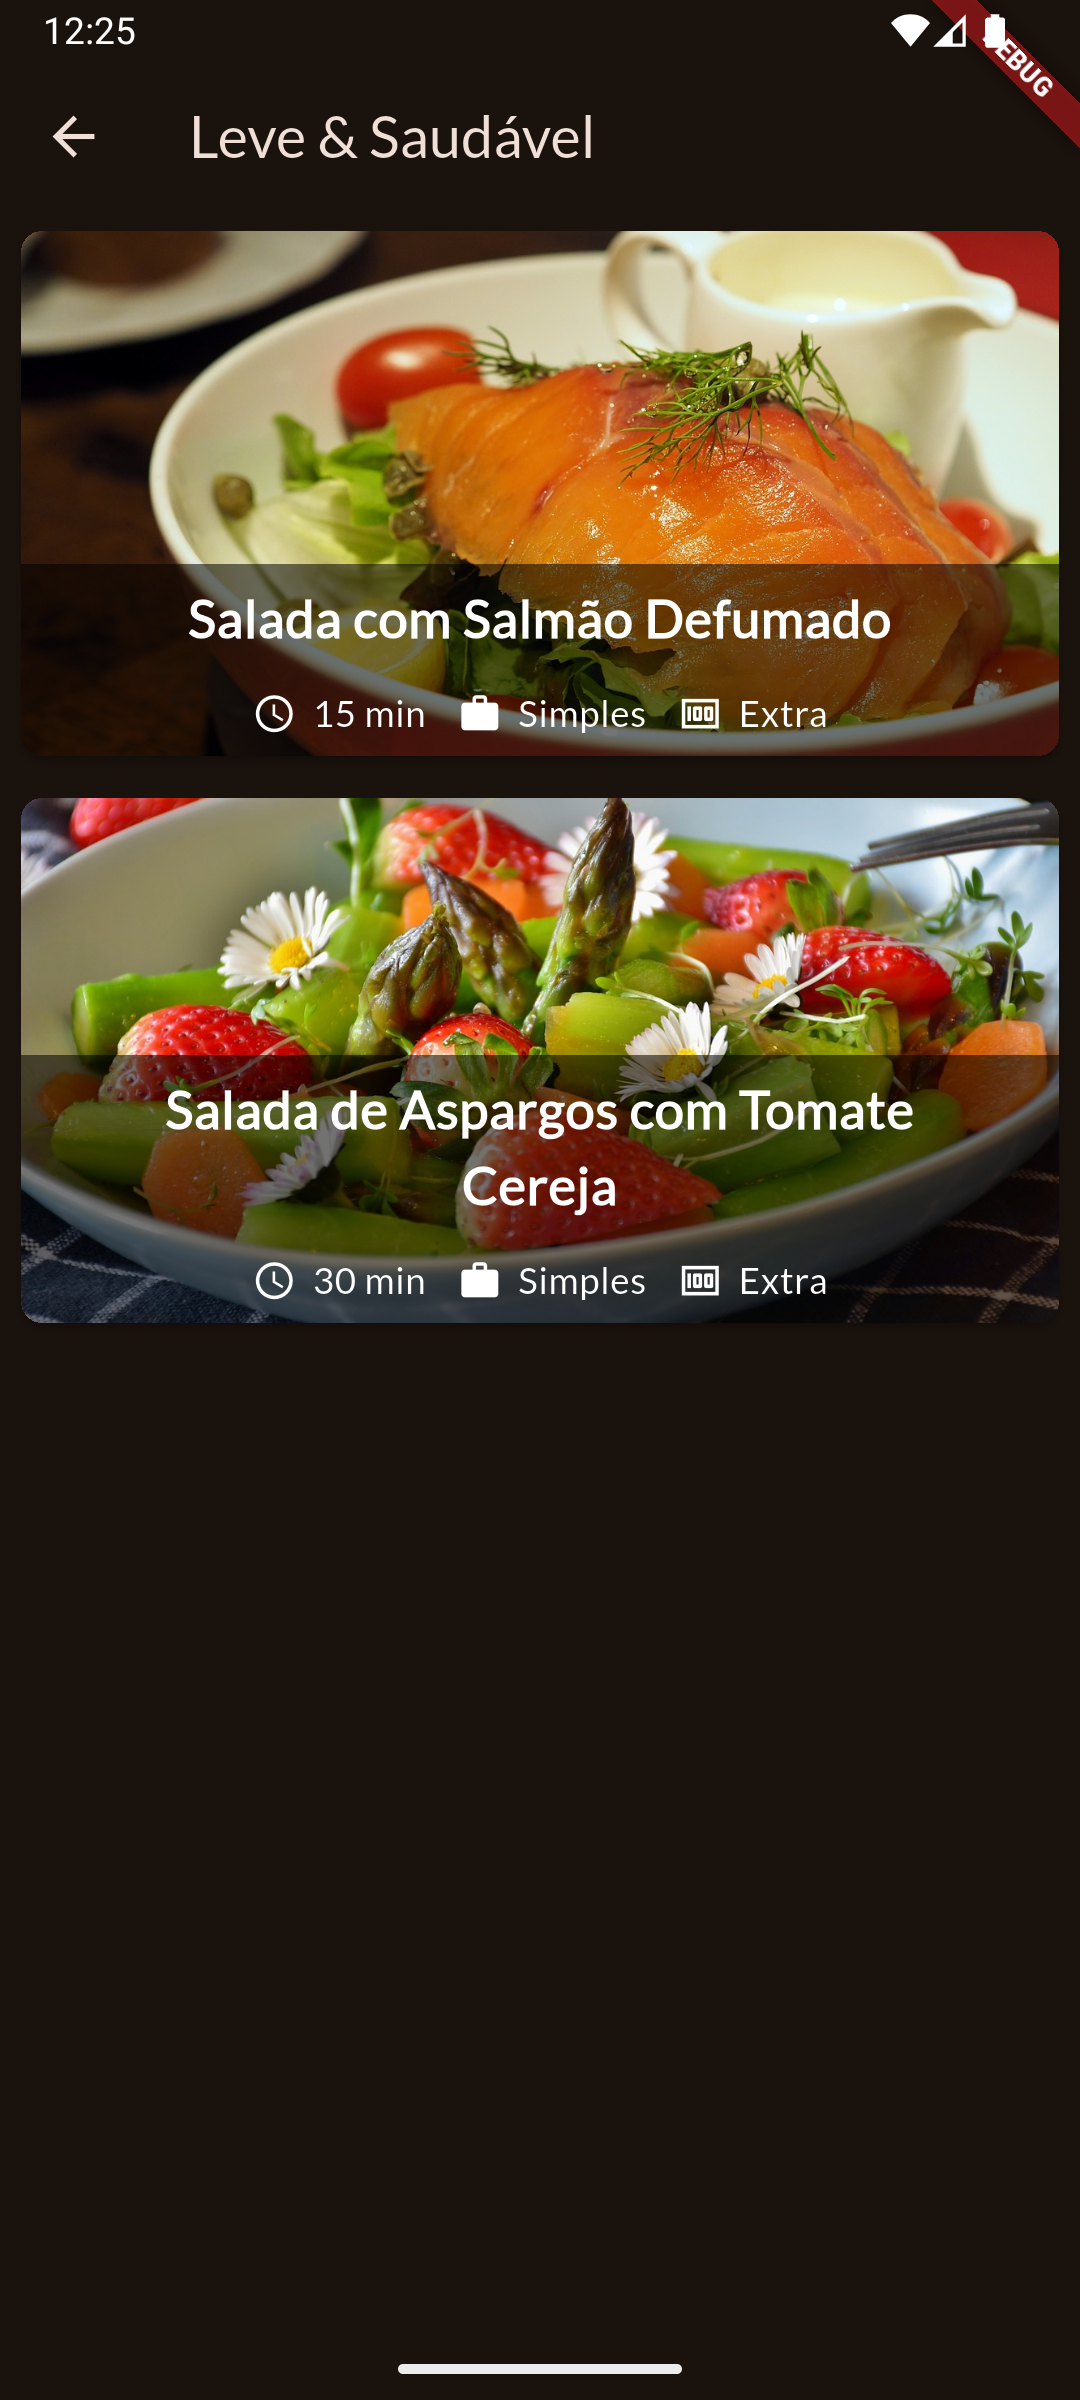 12:25
DEBUG
Leve & Saudável
Salada com Salmão Defumado
15 min Simples Extra
Salada de Aspargos com Tomate
Cereja
30 min Simples Extra